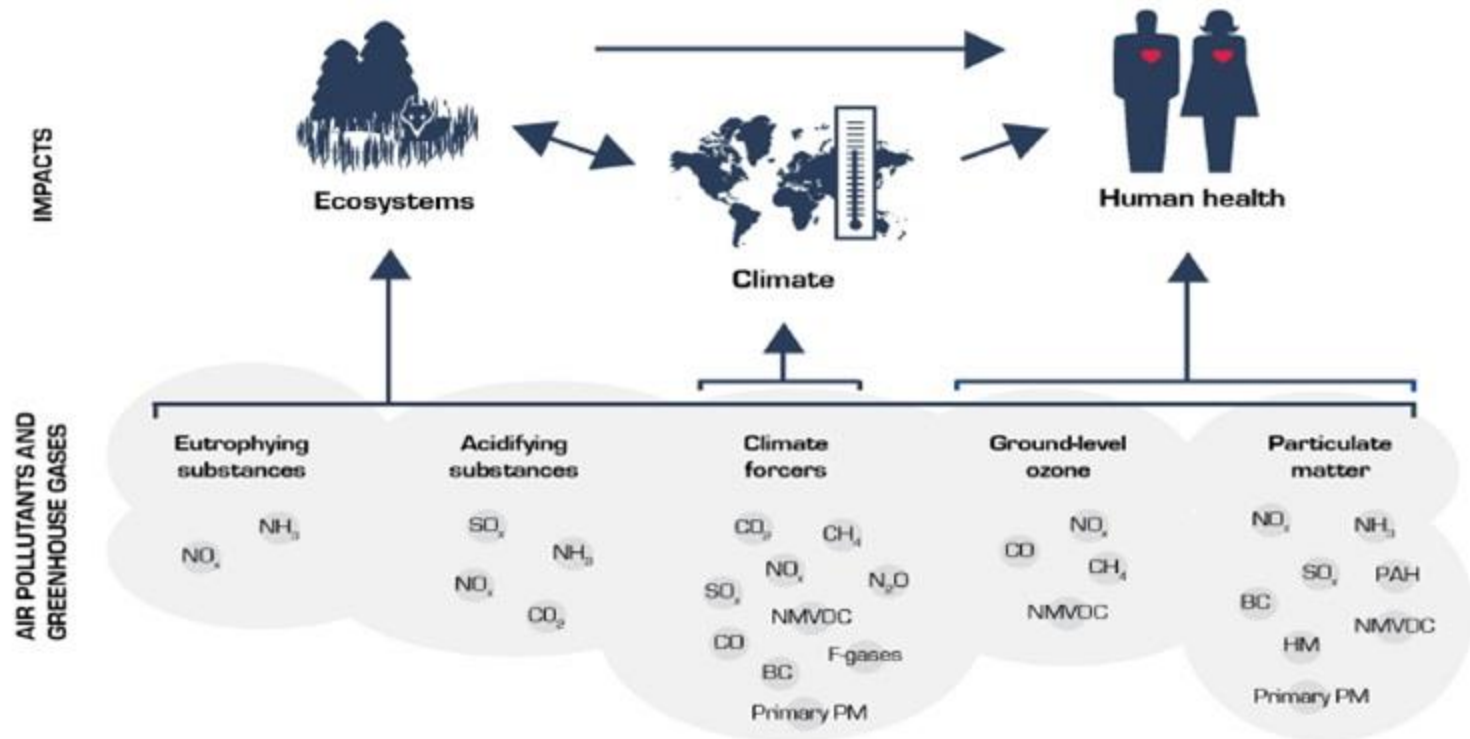 IMPACTS
Ecosystems
Climate
Human health
AIR POLLUTANTS AND
GREENHOUSE GASES
Eutrophying
substances
NH₃
NOₓ
Acidifying
substances
SOₓ
NH₃
NOₓ
CO₂
Climate
forcers
CO₂
CH₄
NOₓ
N₂O
SOₓ
NMVOC
CO
F-gases
BC
Primary PM
Ground-level
ozone
NOₓ
CO
CH₄
NMVOC
Particulate
matter
NOₓ
NH₃
SOₓ
PAH
BC
NMVOC
HM
Primary PM